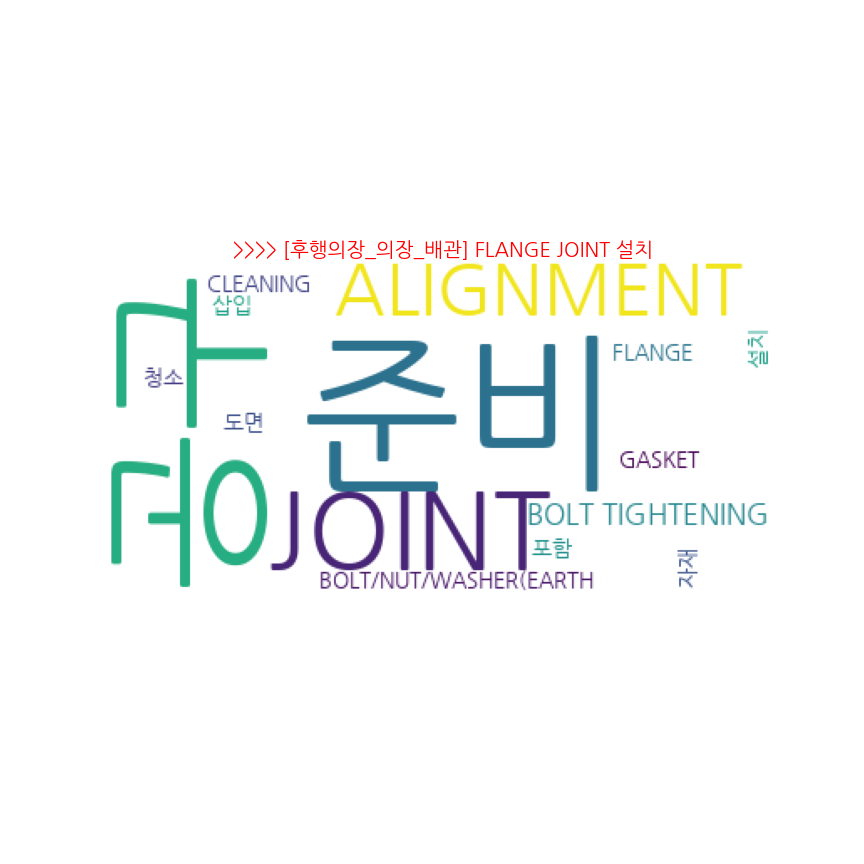 >>>> [후행의장_의장_배관] FLANGE JOINT 설치
CLEANING
삽입
ALIGNMENT
공구
청소
도면
준비
FLANGE
설치
GASKET
JOINT
BOLT TIGHTENING
포함
자재
BOLT/NUT/WASHER(EARTH